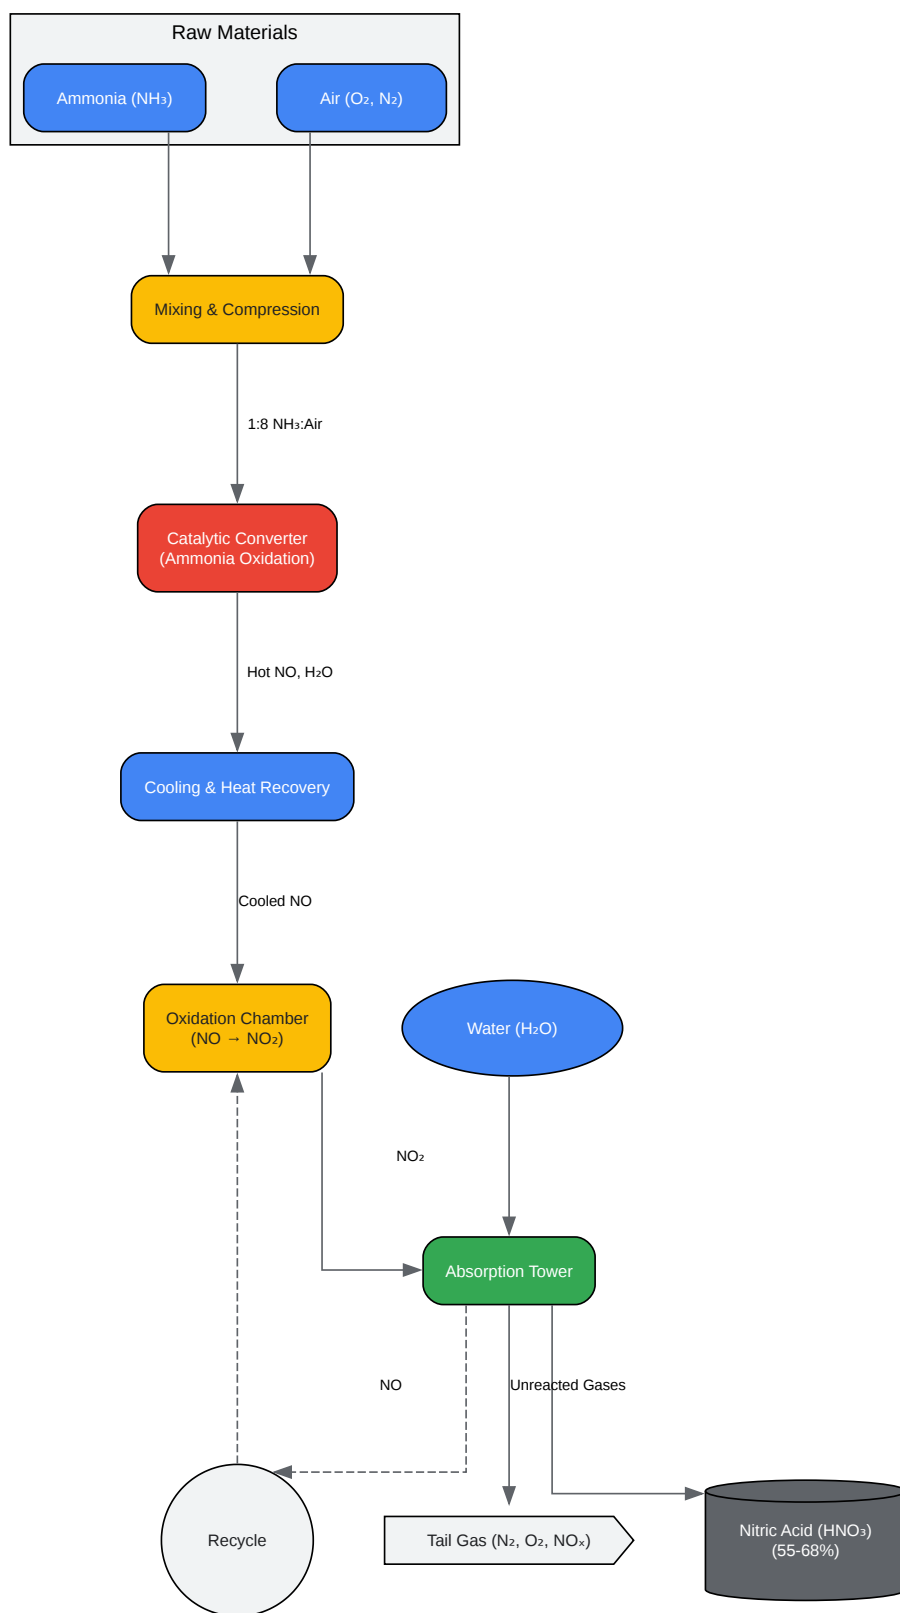 Raw Materials
Ammonia (NH₃)
Air (O₂, N₂)
Mixing & Compression
1:8 NH₃:Air
Catalytic Converter
(Ammonia Oxidation)
Hot NO, H₂O
Cooling & Heat Recovery
Cooled NO
Oxidation Chamber
(NO → NO₂)
Water (H₂O)
NO₂
Absorption Tower
NO
Unreacted Gases
Recycle
Tail Gas (N₂, O₂, NOₓ)
Nitric Acid (HNO₃)
(55-68%)